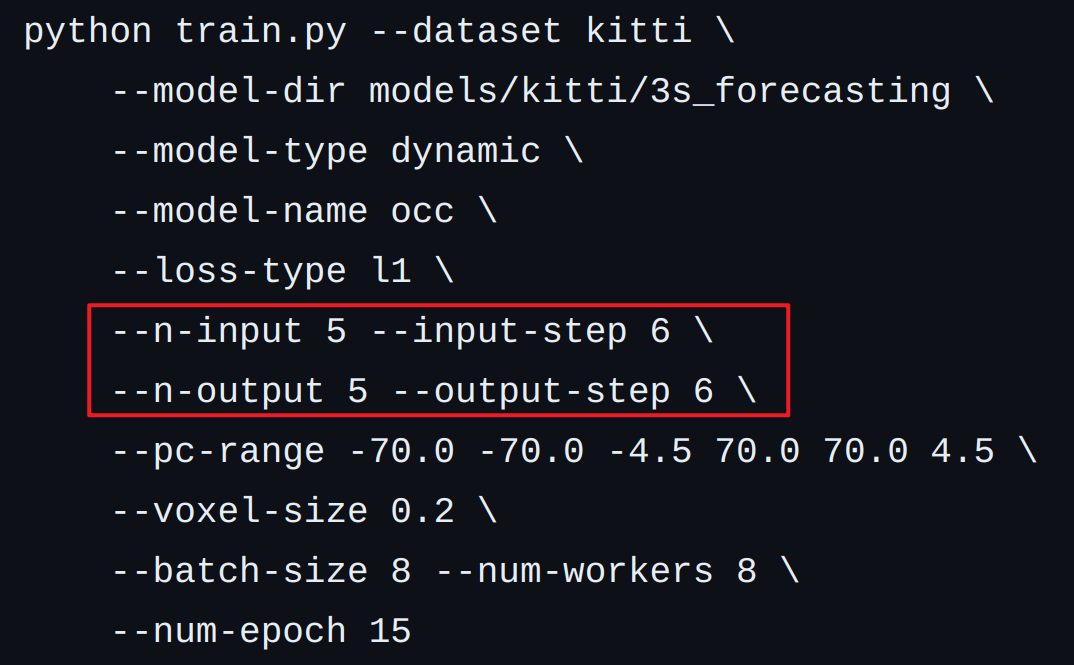 python train.py --dataset kitti \
--model-dir models/kitti/3s_forecasting \
--model-type dynamic \
--model-name occ \
--loss-type l1 \
--n-input 5 --input-step 6 \
--n-output 5 --output-step 6 \
--pc-range -70.0 -70.0 -4.5 70.0 70.0 4.5 \
--voxel-size 0.2 \
--batch-size 8 --num-workers 8 \
--num-epoch 15